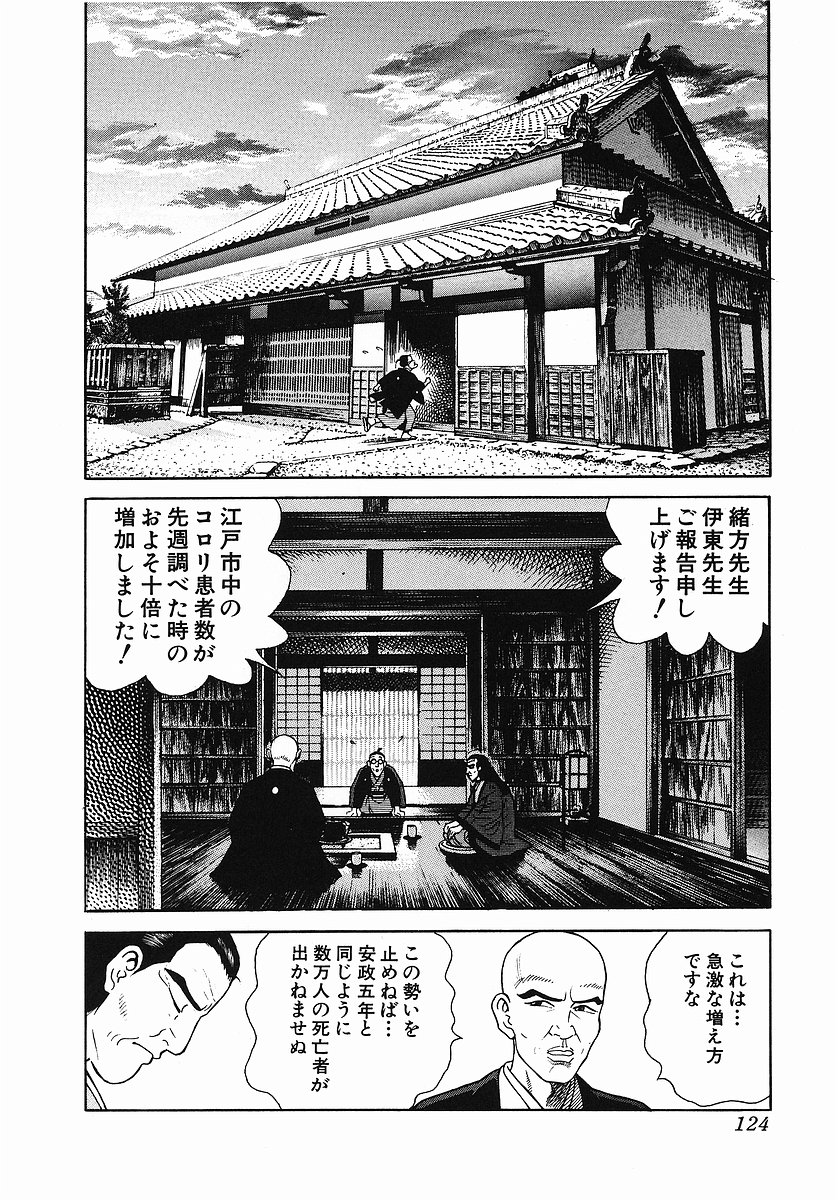 緒方先生
伊東先生
ご報告申し
上げます!
江戸市中の
コロリ患者数が
先週調べた時の
およそ十倍に
増加しました!
これは…
急激な増え方
ですな
この勢いを
止めねば…
安政五年と
同じように
数万人の死亡者が
出かねませぬ
124